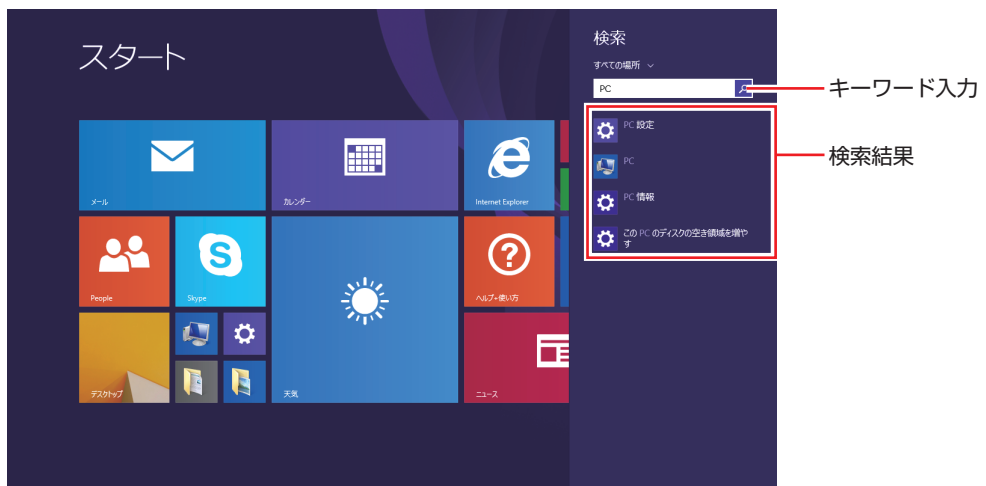 スタート
メール
カレンダー
Internet Explorer
People
Skype
ヘルプ+使い方
デスクトップ
天気
ニュース
検索
すべての場所
PC
PC 設定
PC
PC 情報
この PC のディスクの空き領域を増や
す
キーワード入力
検索結果